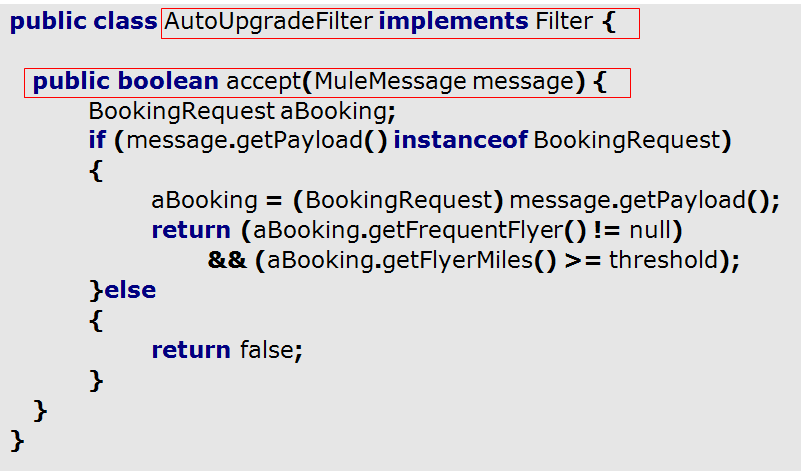 public class AutoUpgradeFilter implements Filter {
public boolean accept(MuleMessage message) {
BookingRequest aBooking;
if (message.getPayload() instanceof BookingRequest)
{
aBooking = (BookingRequest) message.getPayload();
return (aBooking.getFrequentFlyer() != null)
&& (aBooking.getFlyerMiles() >= threshold);
}else
{
return false;
}
}
}